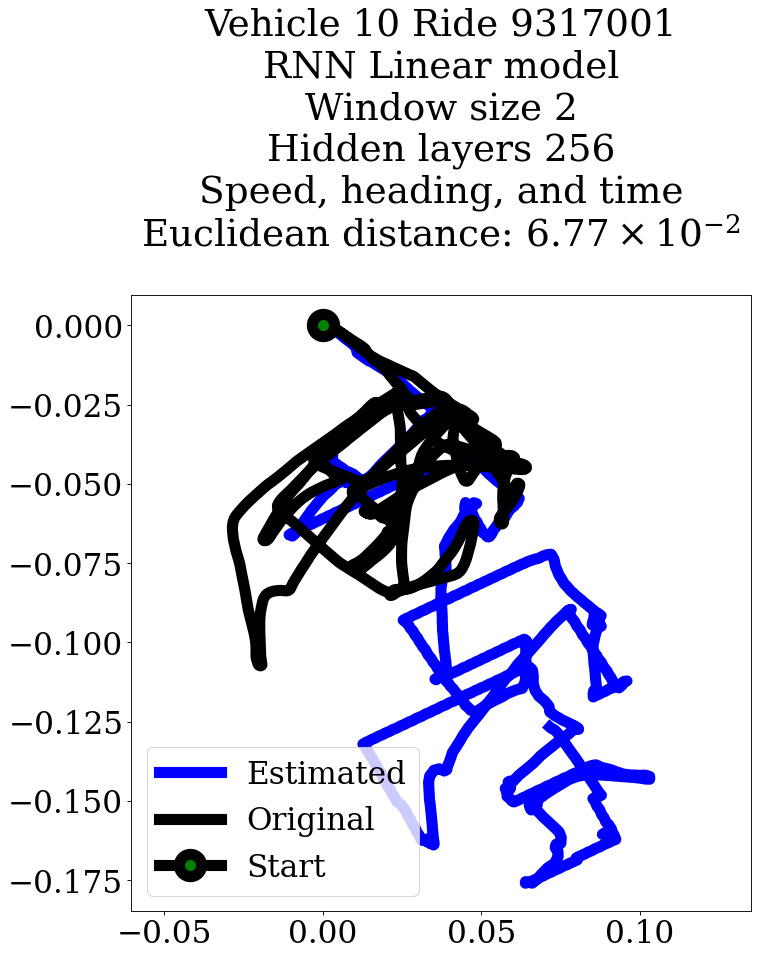 Vehicle 10 Ride 9317001
RNN Linear model
Window size 2
Hidden layers 256
Speed, heading, and time
Euclidean distance: 6.77 × 10⁻²
0.000
−0.025
−0.050
−0.075
−0.100
−0.125
−0.150
−0.175
Estimated
Original
Start
−0.05
0.00
0.05
0.10